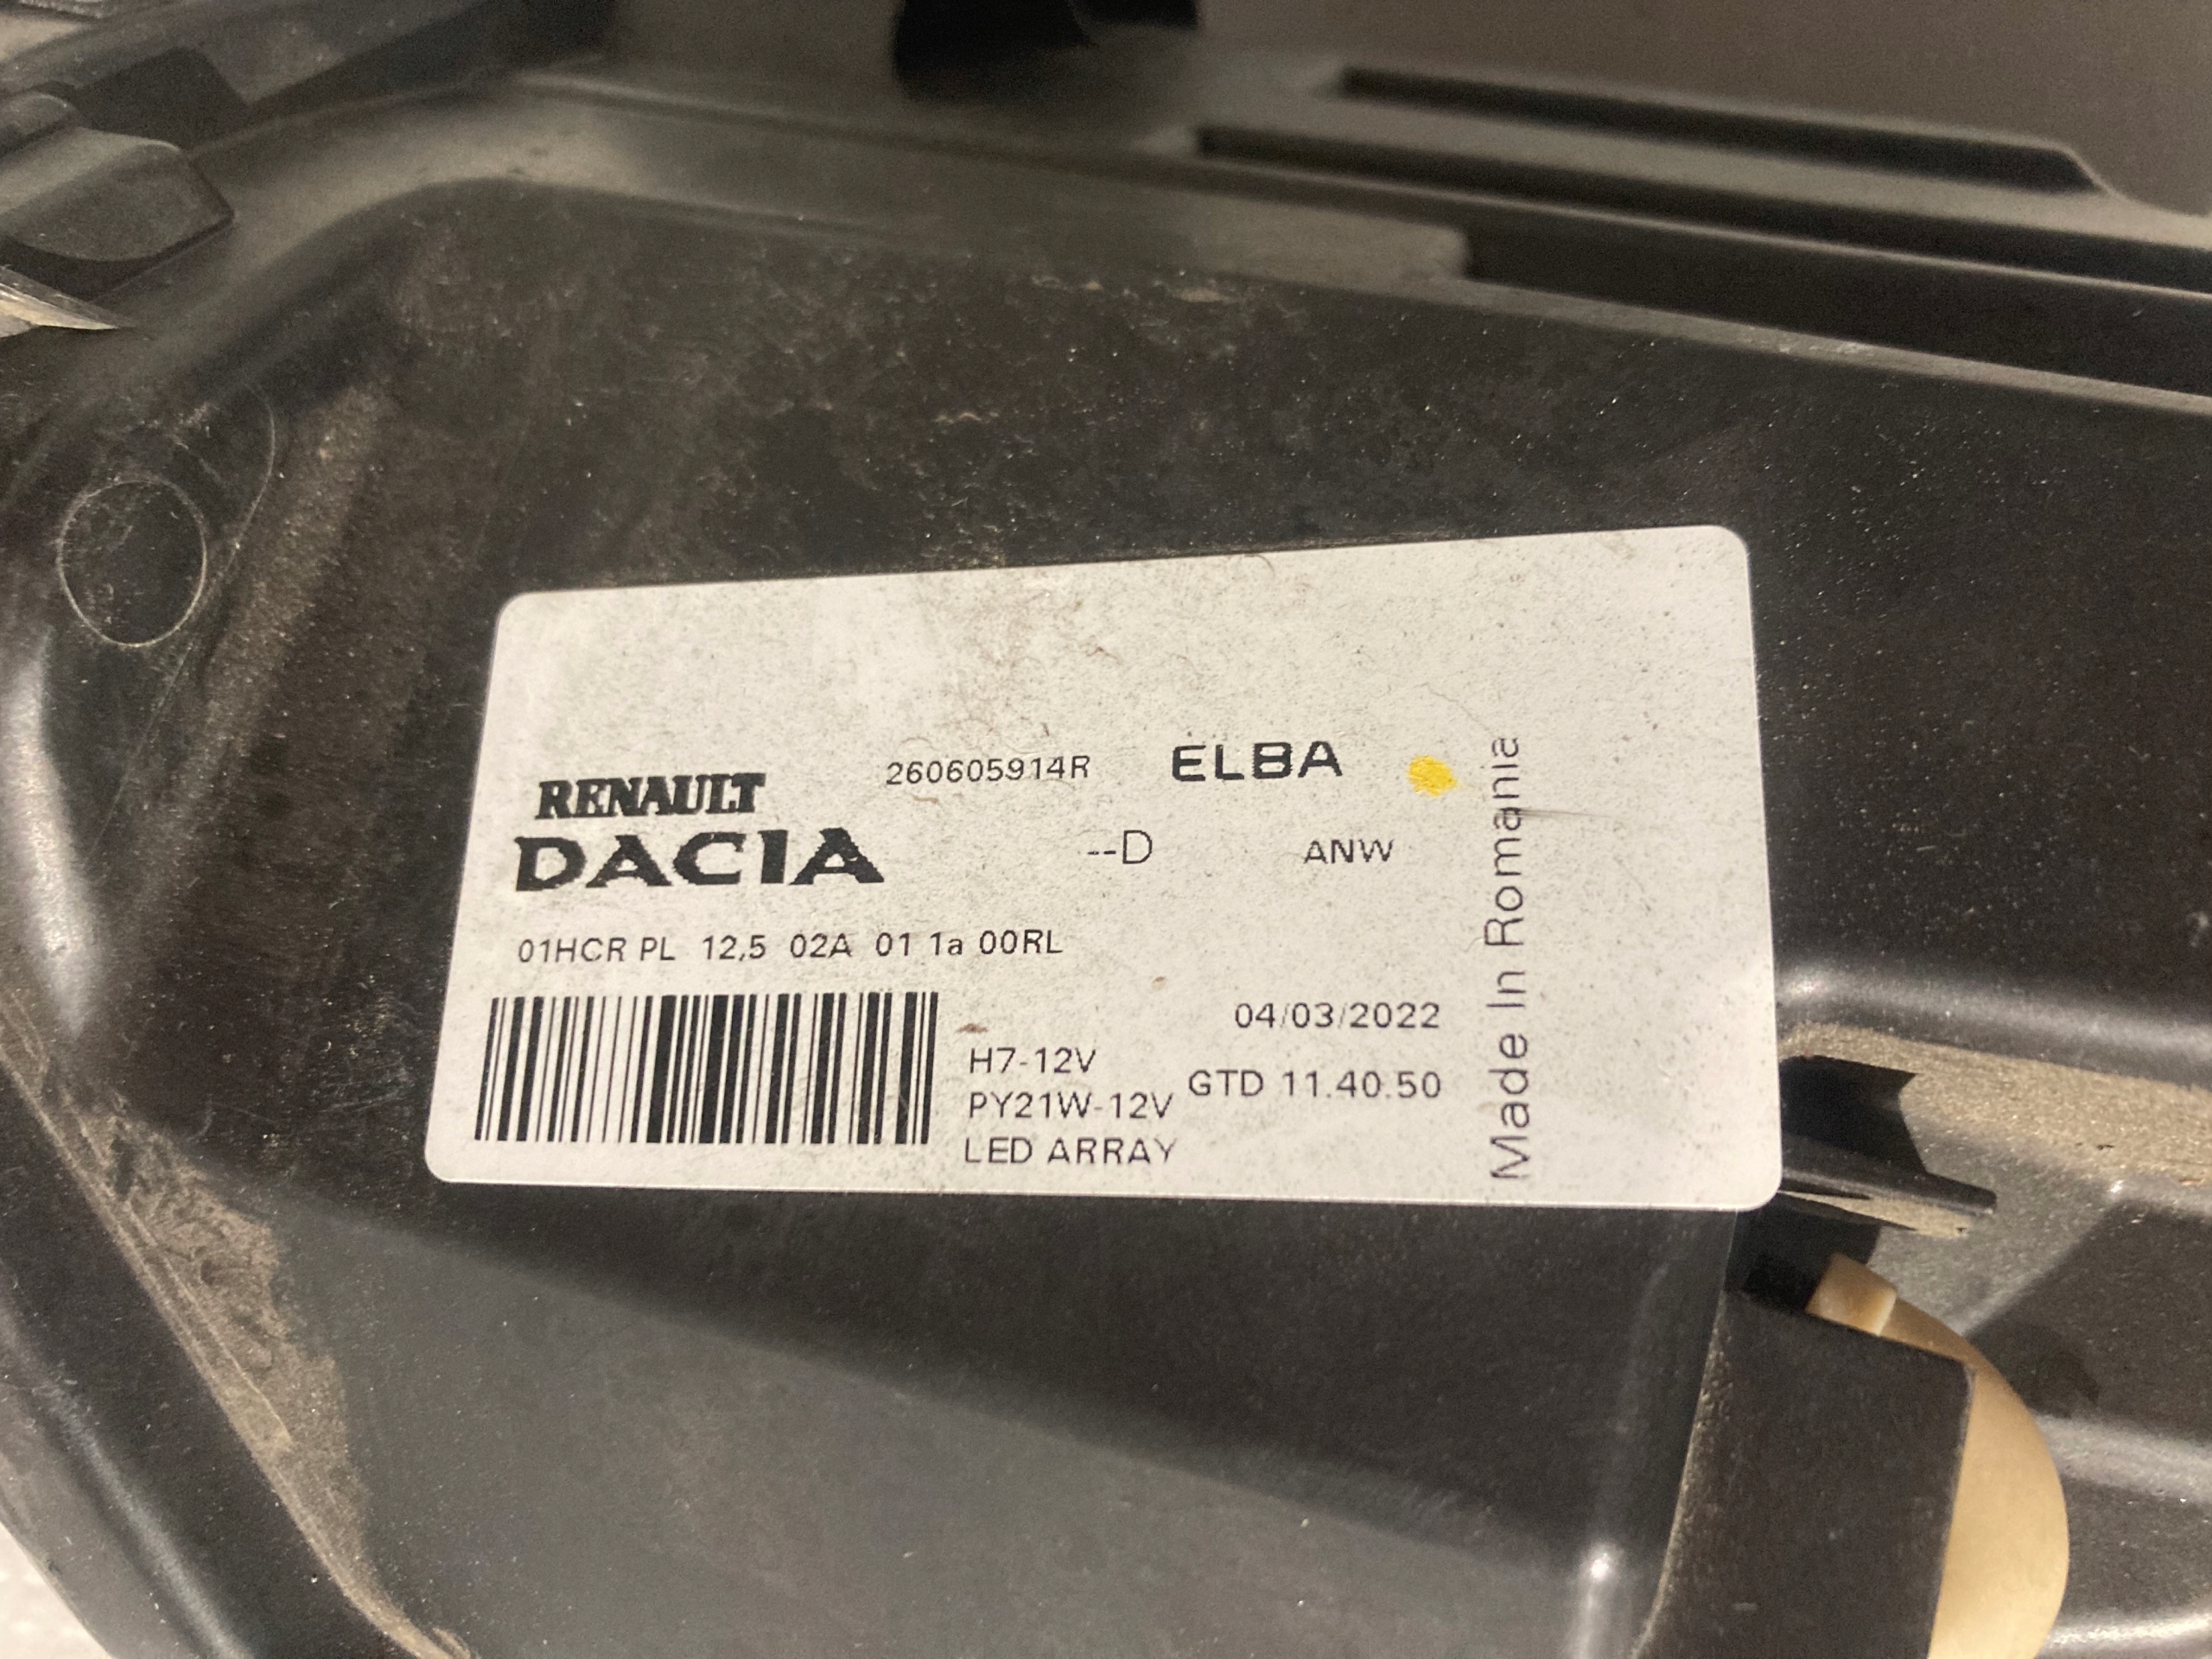 260605914R ELBA
RENAULT
DACIA --D ANW
01HCR PL 12,5 02A 01 1a 00RL
04/03/2022
H7-12V
PY21W-12V GTD 11.40.50
LED ARRAY
Made In Romania